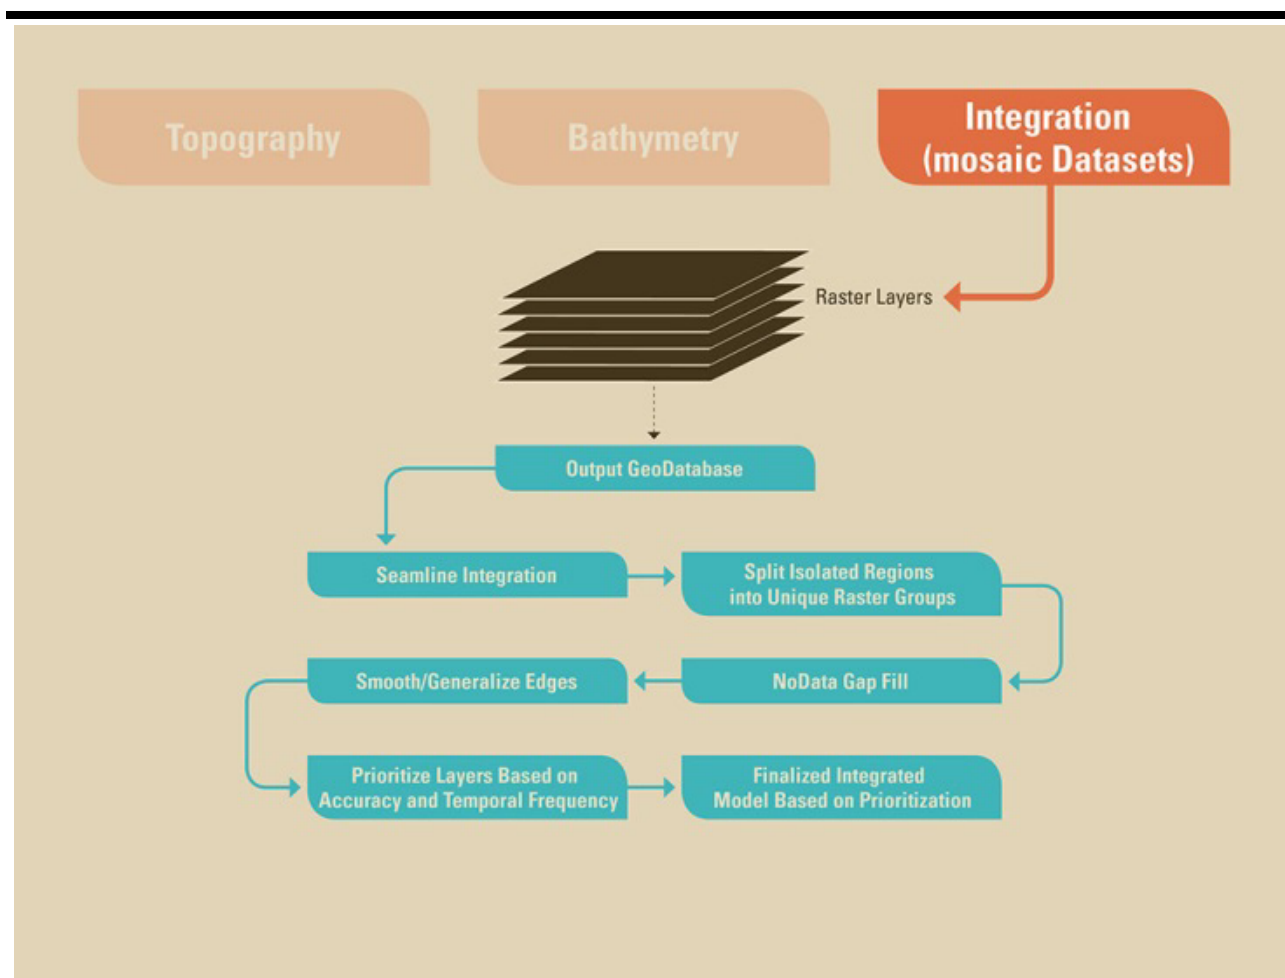 Topography
Bathymetry
Integration
(mosaic Datasets)
Raster Layers
Output GeoDatabase
Seamline Integration
Split Isolated Regions
into Unique Raster Groups
Smooth/Generalize Edges
NoData Gap Fill
Prioritize Layers Based on
Accuracy and Temporal Frequency
Finalized Integrated
Model Based on Prioritization